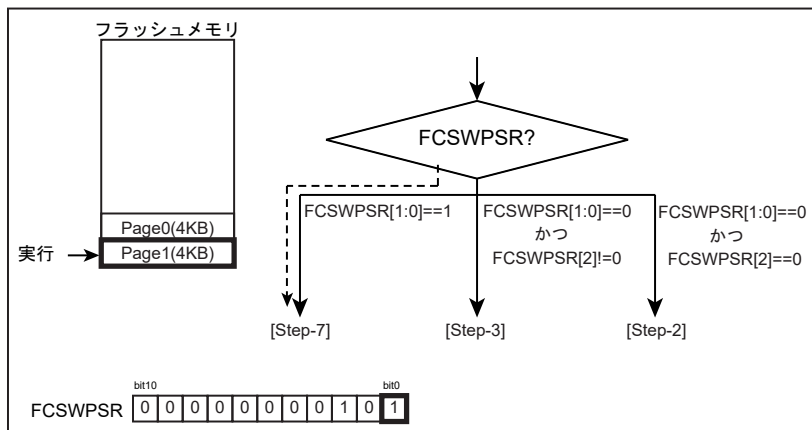 フラッシュメモリ
Page0(4KB)
実行
Page1(4KB)
FCSWPSR?
FCSWPSR[1:0]==1
FCSWPSR[1:0]==0
かつ
FCSWPSR[2]!=0
FCSWPSR[1:0]==0
かつ
FCSWPSR[2]==0
[Step-7]
[Step-3]
[Step-2]
bit10
bit0
FCSWPSR
0 0 0 0 0 0 0 0 1 0 1